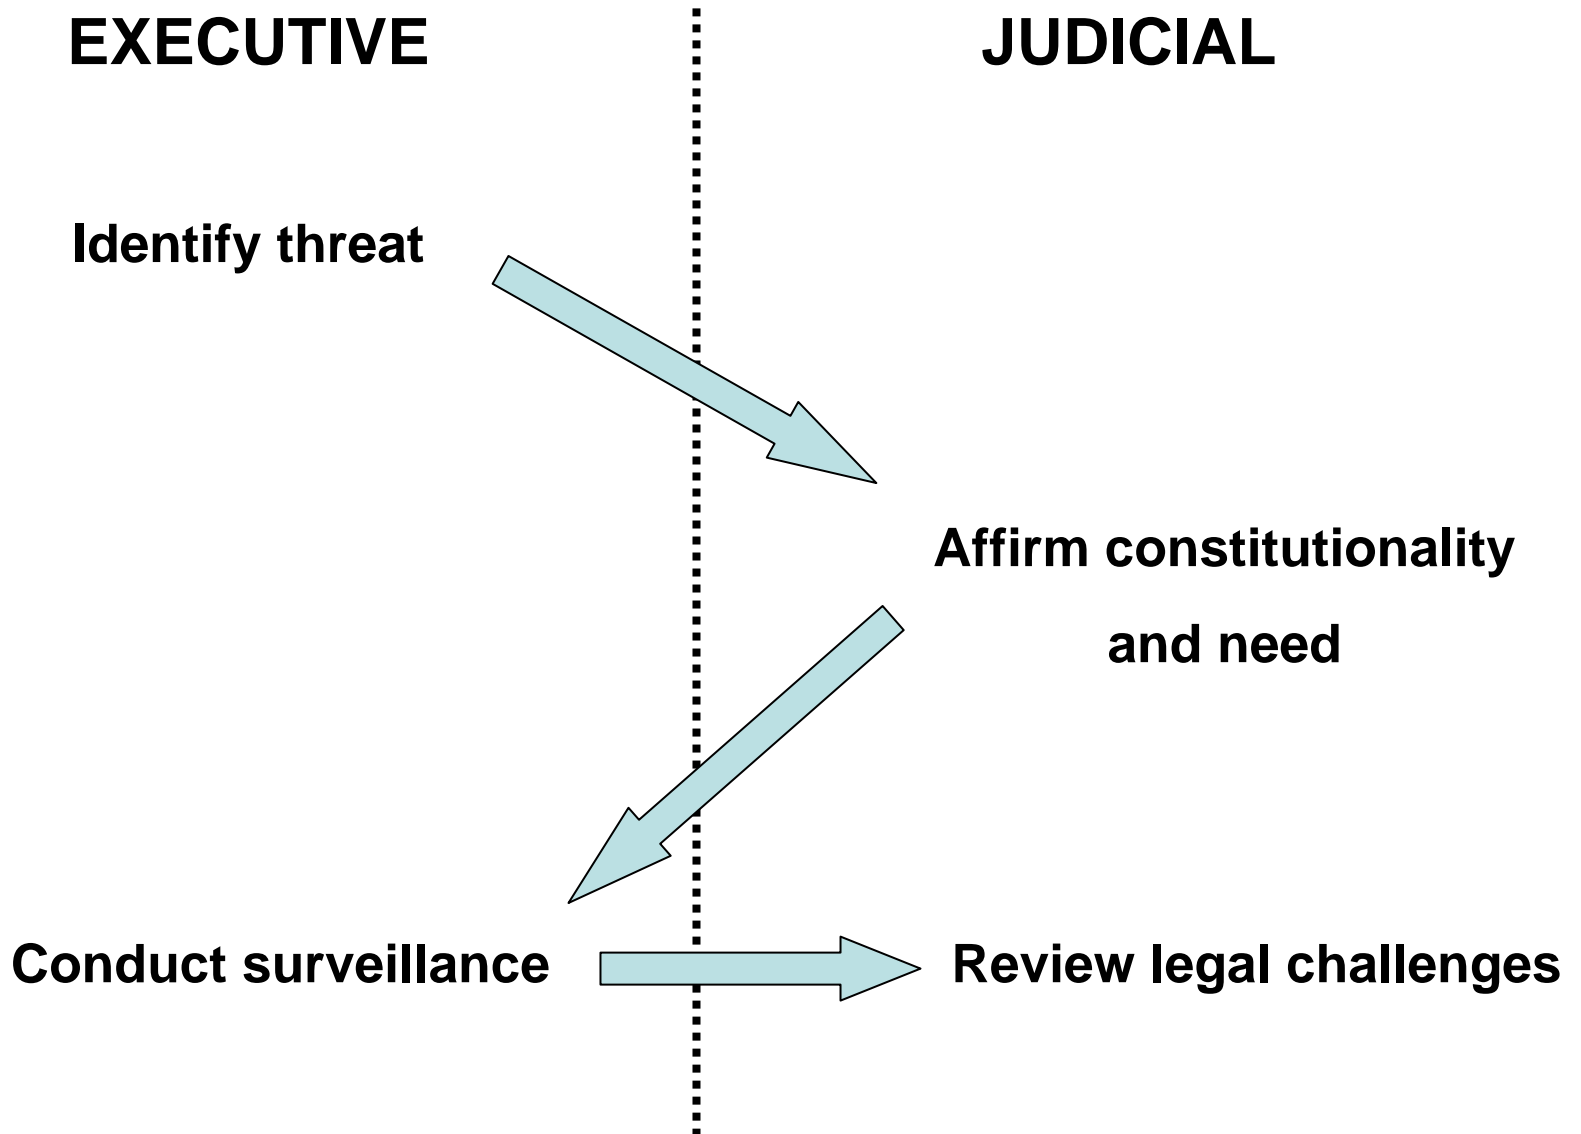 EXECUTIVE
JUDICIAL
Identify threat
Affirm constitutionality
and need
Conduct surveillance
Review legal challenges